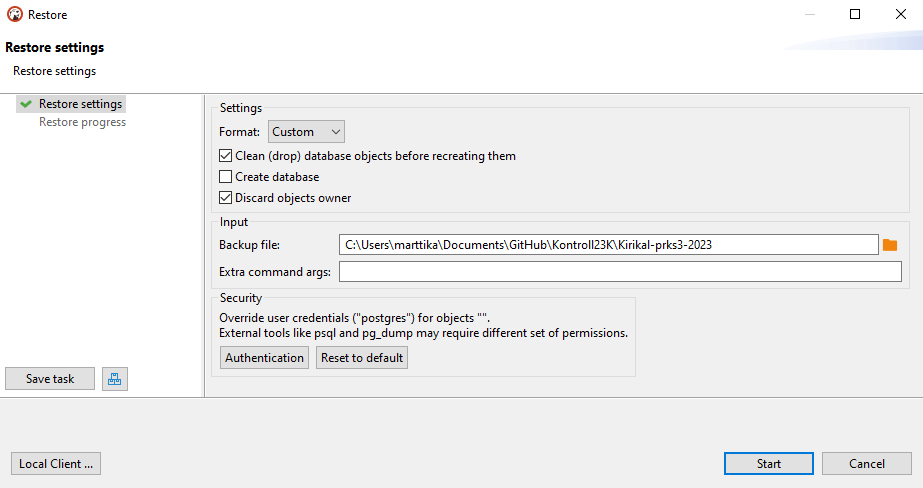 Restore
Restore settings
Restore settings
Restore settings
Restore progress
Settings
Format: Custom
Clean (drop) database objects before recreating them
Create database
Discard objects owner
Input
Backup file: C:\Users\marttika\Documents\GitHub\Kontroll23K\Kirikal-prks3-2023
Extra command args:
Security
Override user credentials ("postgres") for objects "".
External tools like psql and pg_dump may require different set of permissions.
Authentication Reset to default
Save task
Local Client ... Start Cancel